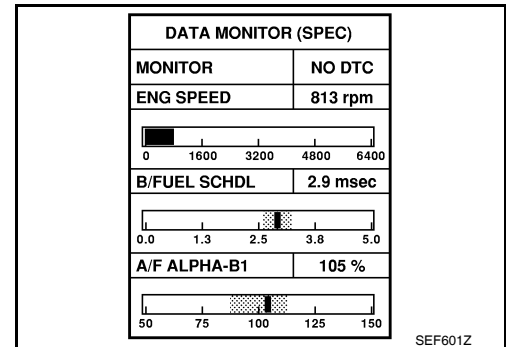 DATA MONITOR (SPEC)
MONITOR NO DTC
ENG SPEED 813 rpm
0 1600 3200 4800 6400
B/FUEL SCHDL 2.9 msec
0.0 1.3 2.5 3.8 5.0
A/F ALPHA-B1 105 %
50 75 100 125 150
SEF601Z